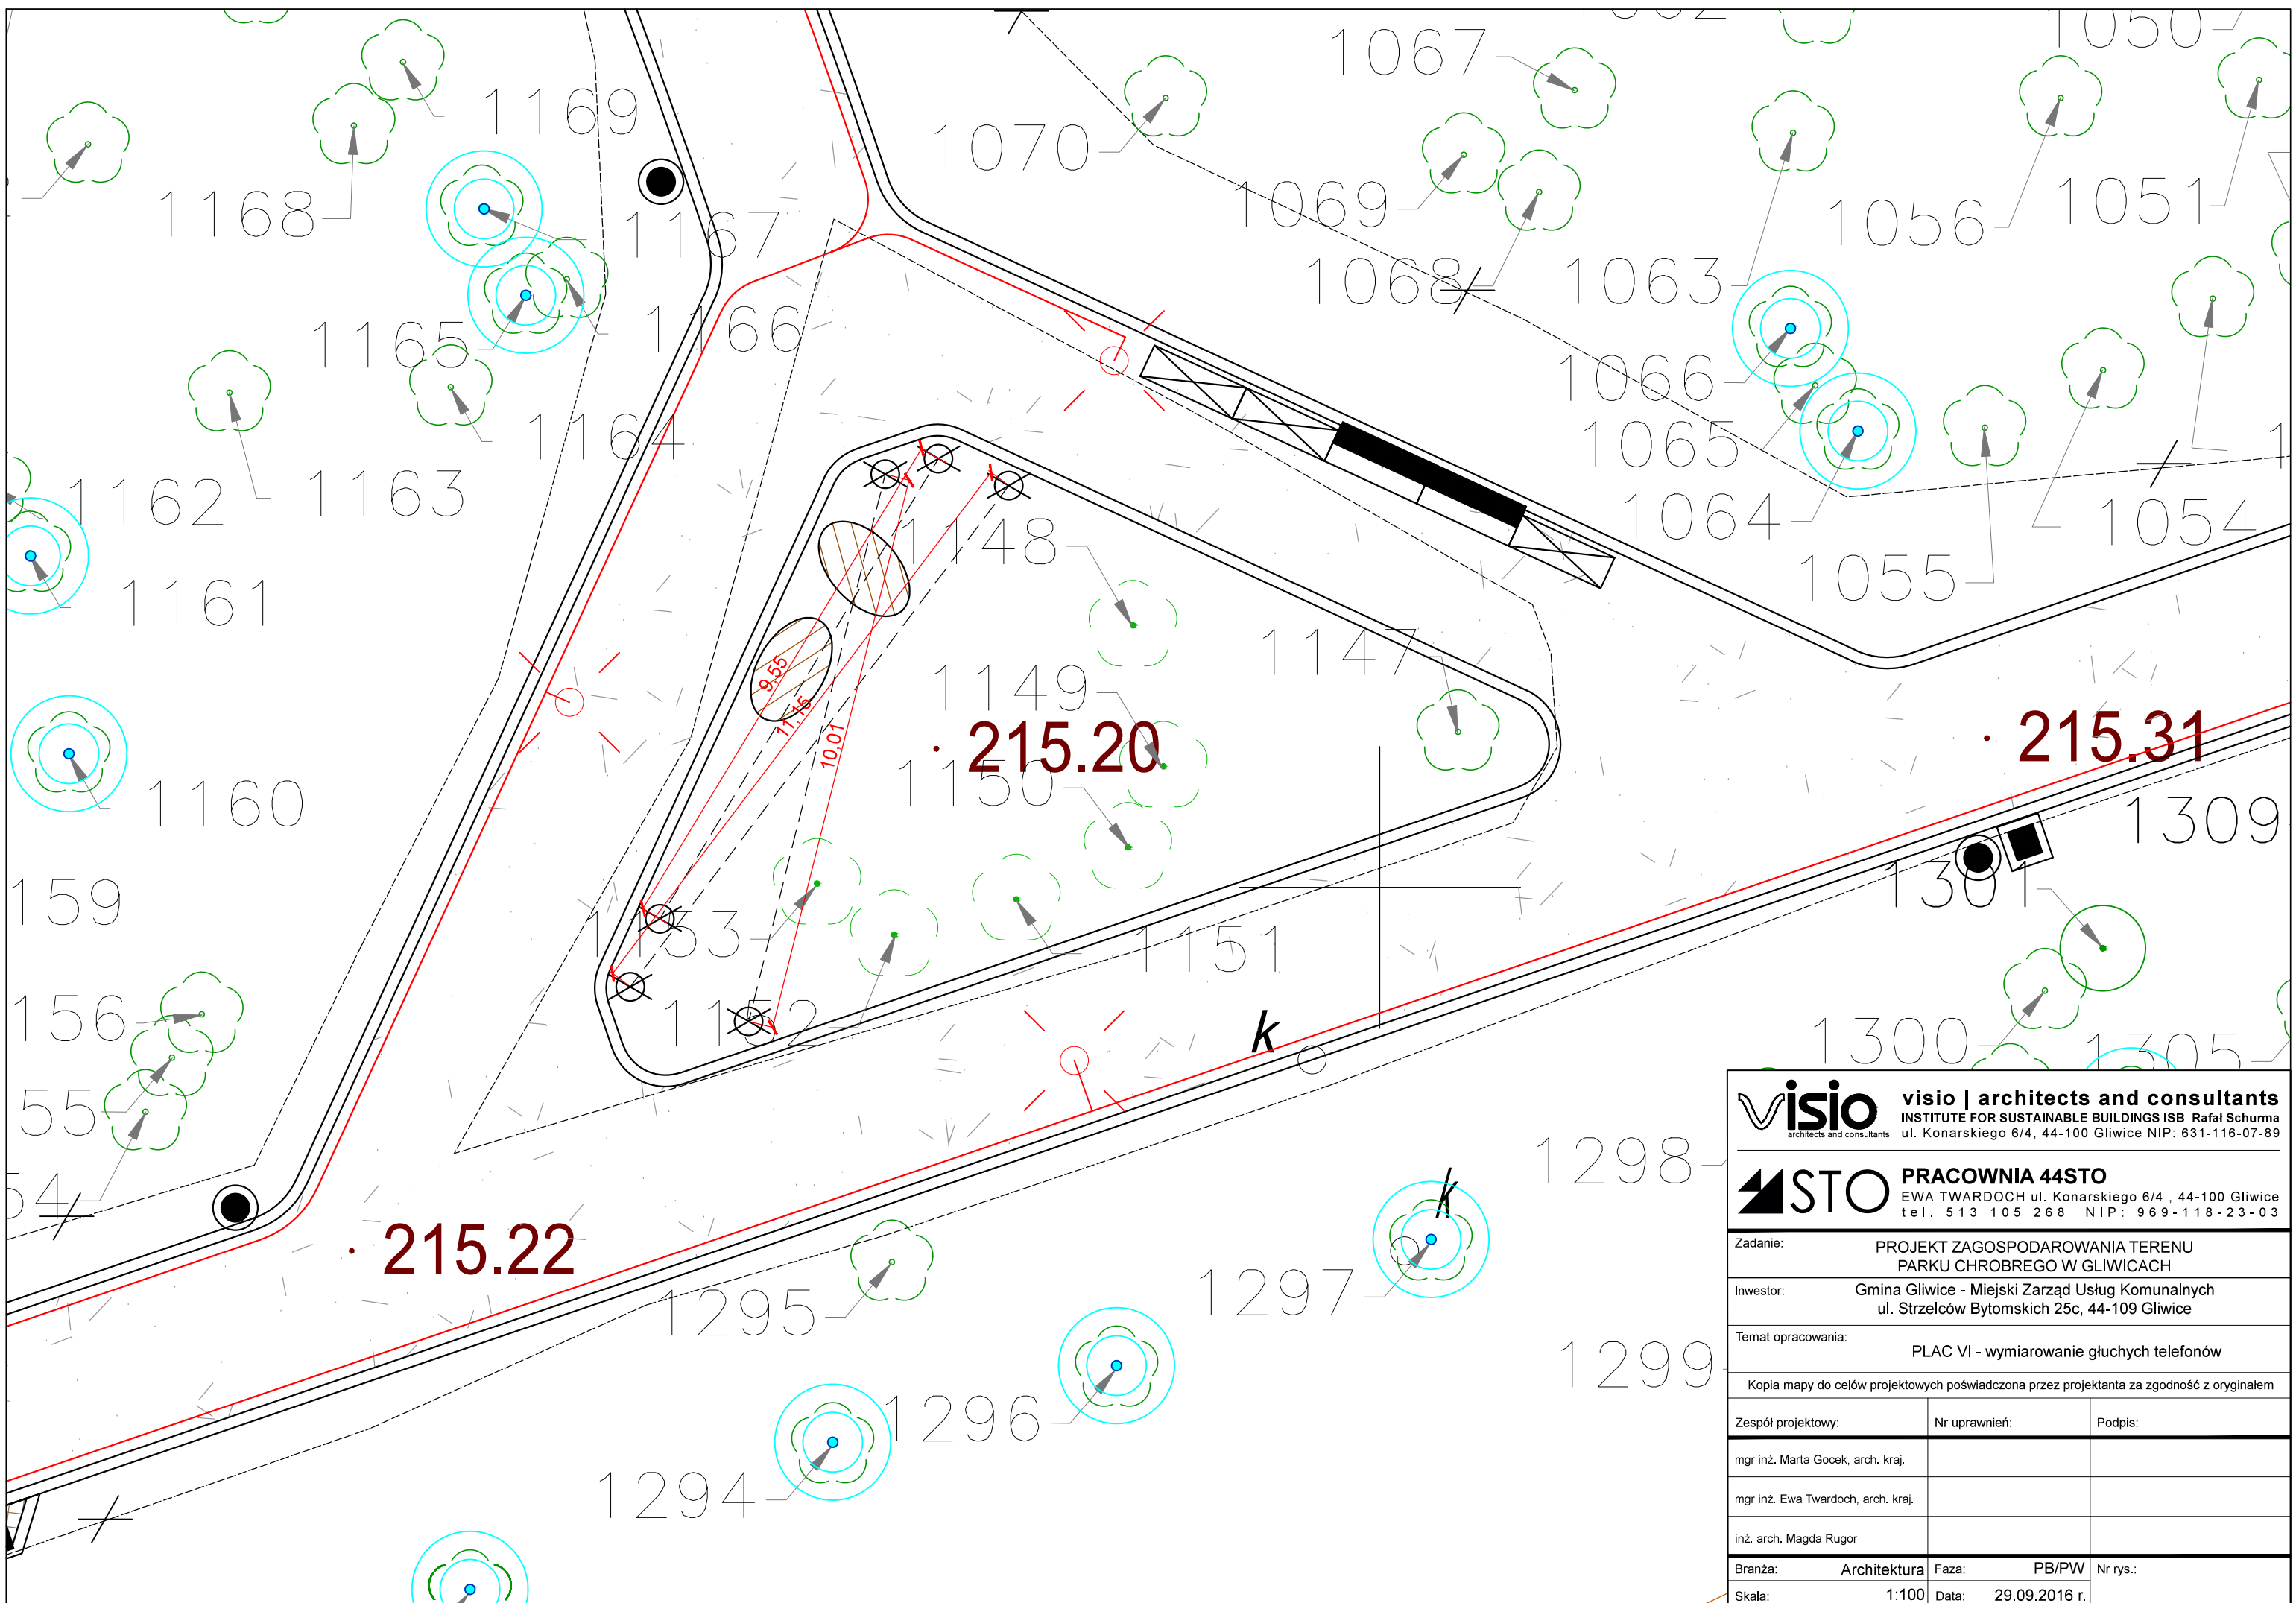 1050
1067
1169
1070
1168
1069
1056
1051
1167
1068
1063
1165
1166
1066
1164
1065
1162
1163
1064
1054
1148
1055
1161
1147
1149
215.20
215.31
1150
1160
1309
9,55
11,15
10,01
159
1301
1153
1151
156
1152
k
1300
1305
55
54
1298
k
215.22
1297
1295
1299
1296
1294
visio
architects and consultants
visio | architects and consultants
INSTITUTE FOR SUSTAINABLE BUILDINGS ISB Rafał Schurma
ul. Konarskiego 6/4, 44-100 Gliwice NIP: 631-116-07-89
STO
PRACOWNIA 44STO
EWA TWARDOCH ul. Konarskiego 6/4 , 44-100 Gliwice
tel. 513 105 268 NIP: 969-118-23-03
Zadanie:
PROJEKT ZAGOSPODAROWANIA TERENU
PARKU CHROBREGO W GLIWICACH
Inwestor:
Gmina Gliwice - Miejski Zarząd Usług Komunalnych
ul. Strzelców Bytomskich 25c, 44-109 Gliwice
Temat opracowania:
PLAC VI - wymiarowanie głuchych telefonów
Kopia mapy do celów projektowych poświadczona przez projektanta za zgodność z oryginałem
Zespół projektowy: Nr uprawnień: Podpis:
mgr inż. Marta Gocek, arch. kraj.
mgr inż. Ewa Twardoch, arch. kraj.
inż. arch. Magda Rugor
Branża: Architektura Faza: PB/PW Nr rys.:
Skala: 1:100 Data: 29.09.2016 r.